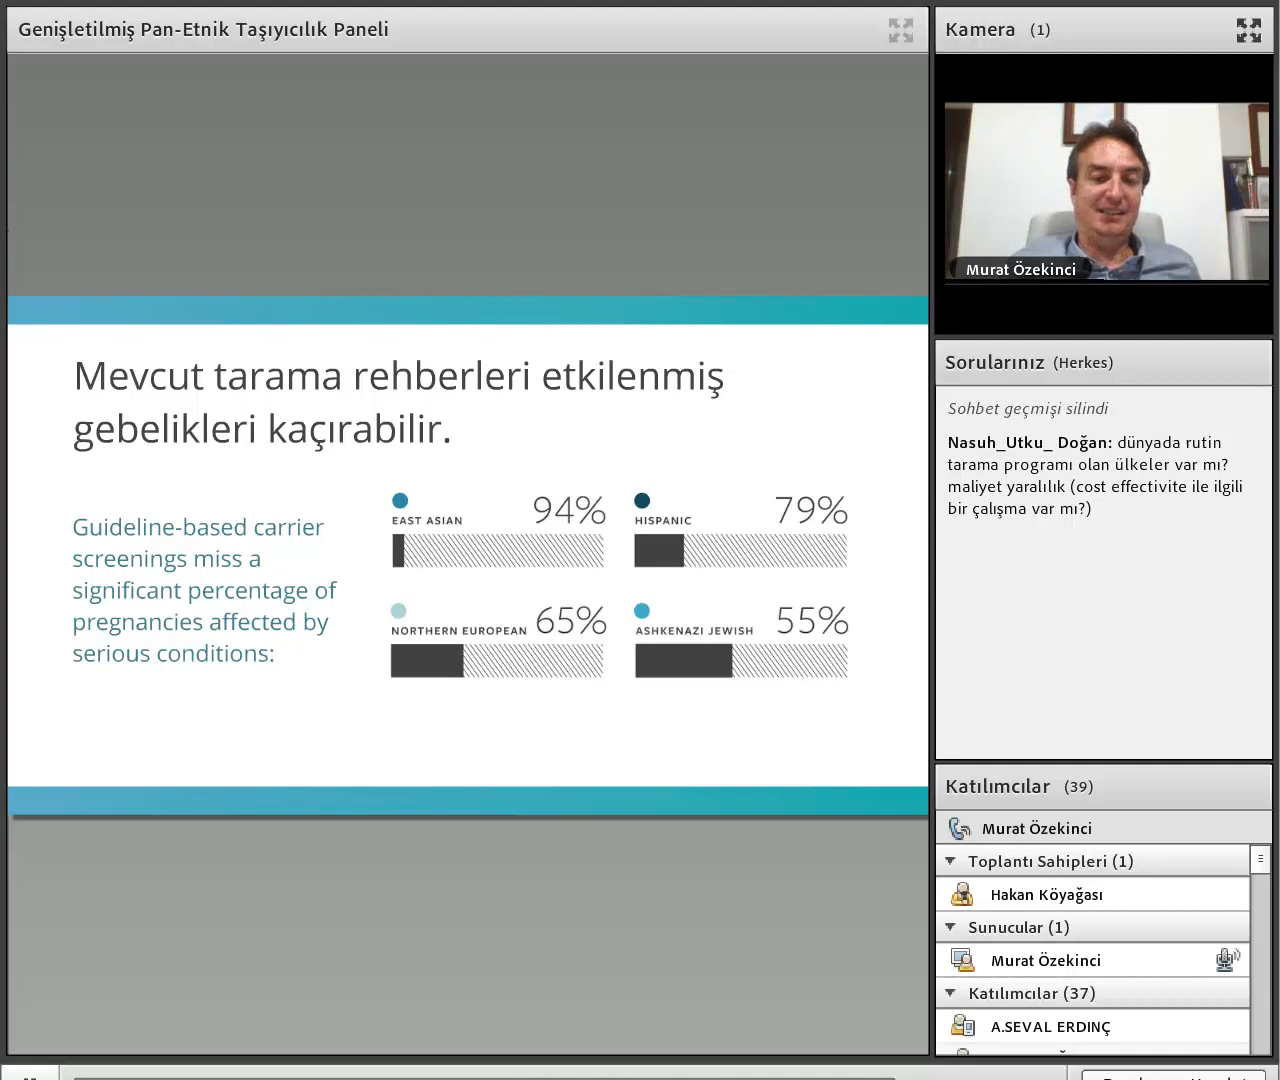 Genişletilmiş Pan-Etnik Taşıyıcılık Paneli
Mevcut tarama rehberleri etkilenmiş
gebelikleri kaçırabilir.
Guideline-based carrier
screenings miss a
significant percentage of
pregnancies affected by
serious conditions:
EAST ASIAN 94%
HISPANIC 79%
NORTHERN EUROPEAN 65%
ASHKENAZI JEWISH 55%
Kamera (1)
Murat Özekinci
Sorularınız (Herkes)
Sohbet geçmişi silindi
Nasuh_Utku_ Doğan: dünyada rutin
tarama programı olan ülkeler var mı?
maliyet yaralılık (cost effectivite ile ilgili
bir çalışma var mı?)
Katılımcılar (39)
Murat Özekinci
Toplantı Sahipleri (1)
Hakan Köyağası
Sunucular (1)
Murat Özekinci
Katılımcılar (37)
A.SEVAL ERDINÇ